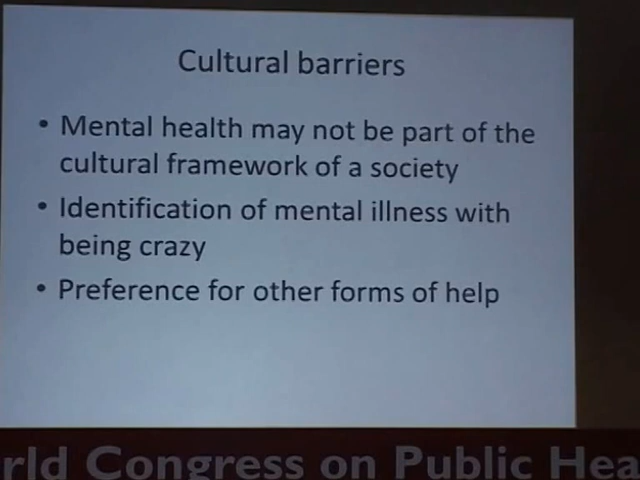 Cultural barriers
• Mental health may not be part of the
cultural framework of a society
• Identification of mental illness with
being crazy
• Preference for other forms of help
rld Congress on Public Hea